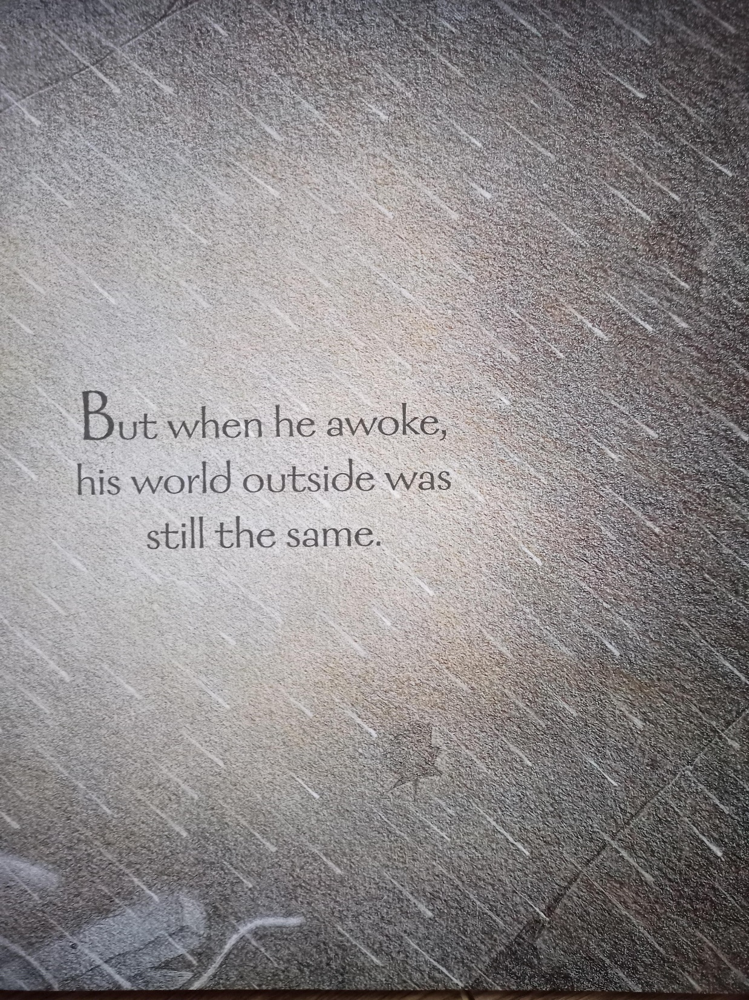 But when he awoke,
his world outside was
still the same.